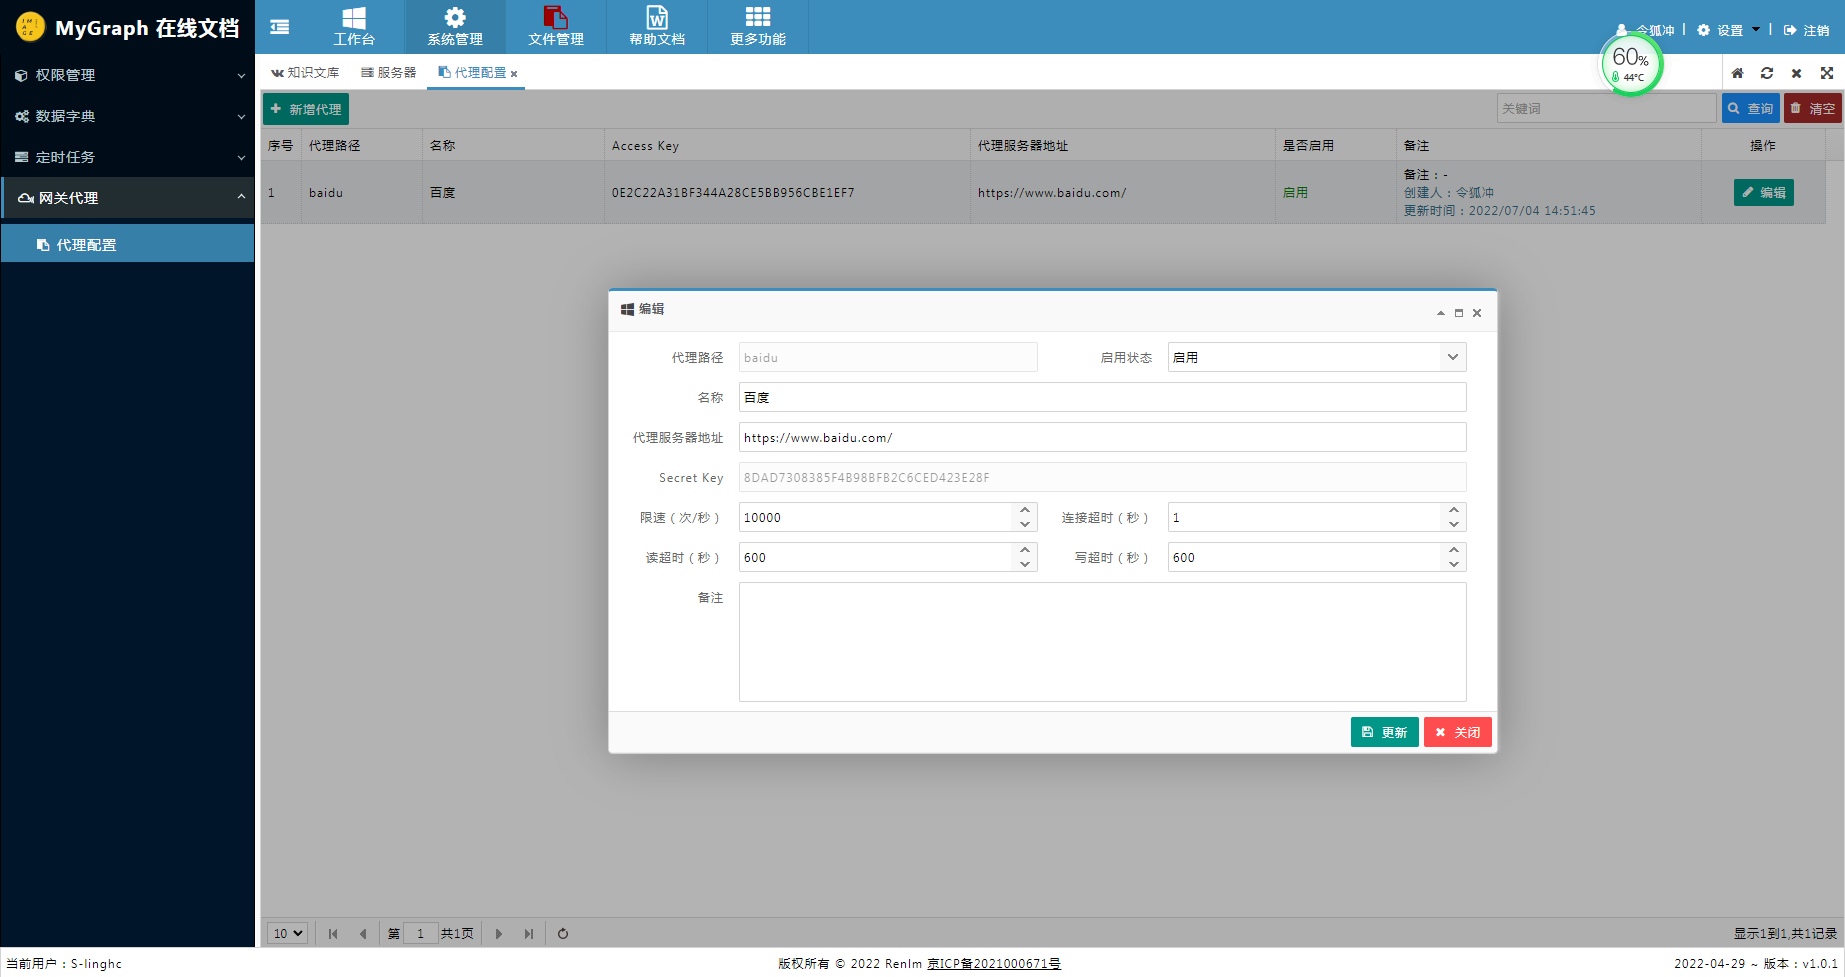 MyGraph 在线文档
工作台
系统管理
文件管理
帮助文档
更多功能
令狐冲
设置
注销
60%
44℃
权限管理
数据字典
定时任务
网关代理
代理配置
知识文库
服务器
代理配置
新增代理
关键词
查询
清空
序号 代理路径 名称 Access Key 代理服务器地址 是否启用 备注 操作
1 baidu 百度 0E2C22A31BF344A28CE5BB956CBE1EF7 https://www.baidu.com/ 启用
备注：-
创建人：令狐冲
更新时间：2022/07/04 14:51:45
编辑
编辑
代理路径 baidu 启用状态 启用
名称 百度
代理服务器地址 https://www.baidu.com/
Secret Key 8DAD7308385F4B98BFB2C6CED423E28F
限速（次/秒） 10000 连接超时（秒） 1
读超时（秒） 600 写超时（秒） 600
备注
更新 关闭
10 第 1 共1页 显示1到1,共1记录
当前用户：S-linghc
版权所有 © 2022 Renlm 京ICP备2021000671号
2022-04-29 ~ 版本：v1.0.1